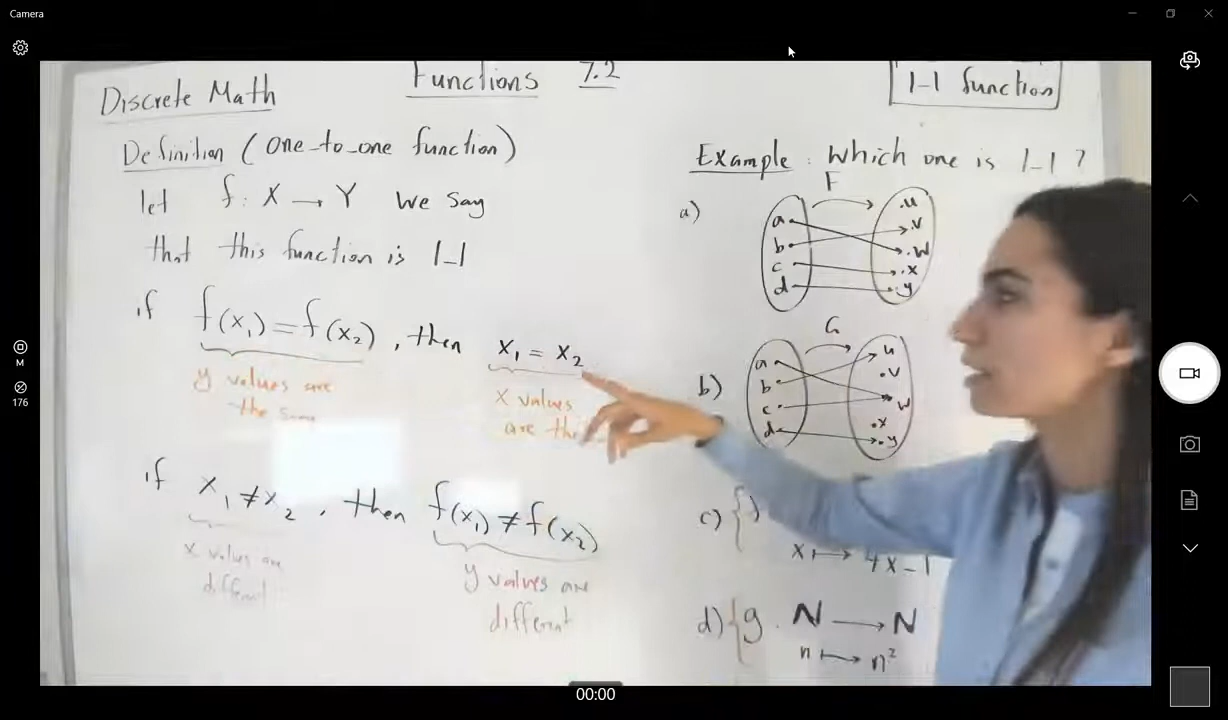 Camera
Discrete Math
Functions 7.2
1-1 function
Definition (One-to-one function)
let f: X → Y We say
that this function is 1-1
if f(x₁) = f(x₂), then x₁ = x₂
y values are
the same
x values
are the
if x₁ ≠ x₂, then f(x₁) ≠ f(x₂)
x values are
different
y values are
different
Example: Which one is 1-1?
a)
F
a
b
c
d
u
v
w
x
y
b)
G
a
b
c
d
u
v
w
x
y
c) {
x ↦ 4x-1
d) { g: N → N
n ↦ n²
M
176
00:00